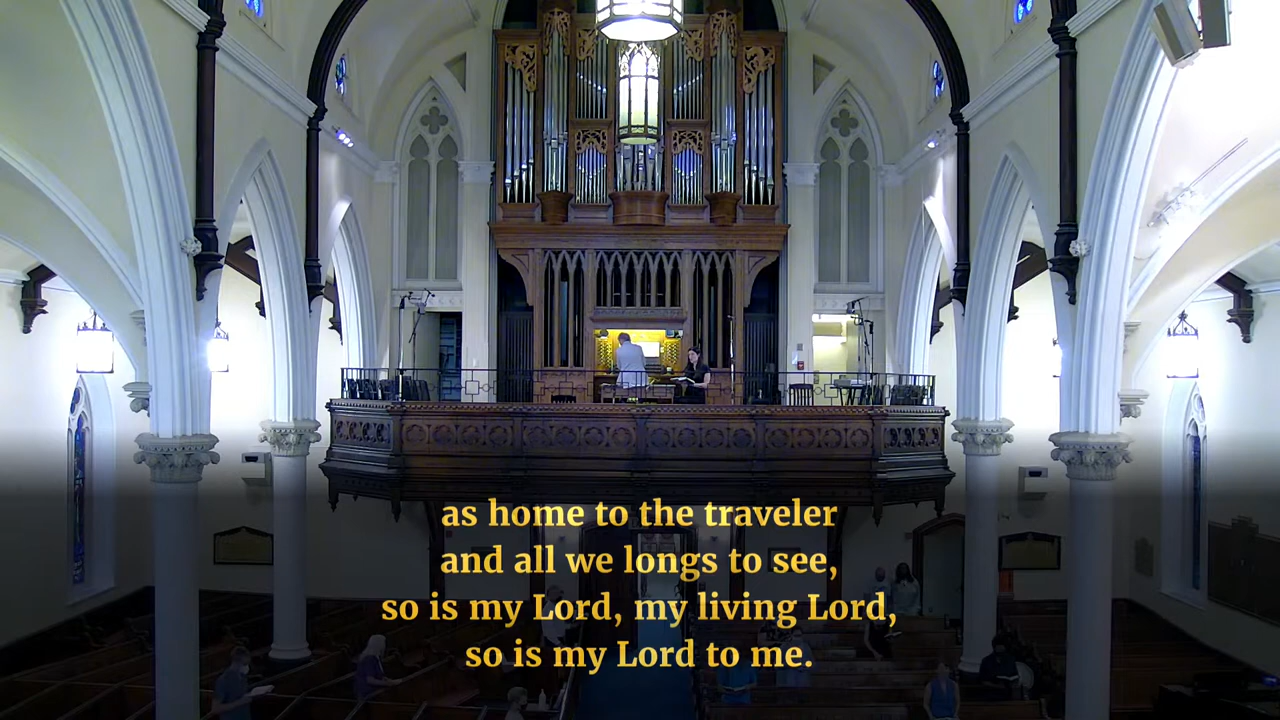 as home to the traveler
and all we longs to see,
so is my Lord, my living Lord,
so is my Lord to me.